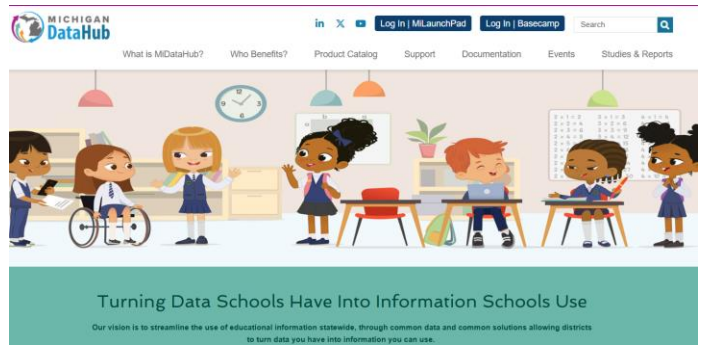 MICHIGAN
DataHub
in X Log In | MiLaunchPad Log In | Basecamp Search
What is MiDataHub? Who Benefits? Product Catalog Support Documentation Events Studies & Reports
Turning Data Schools Have Into Information Schools Use
Our vision is to streamline the use of educational information statewide, through common data and common solutions allowing districts
to turn data you have into information you can use.